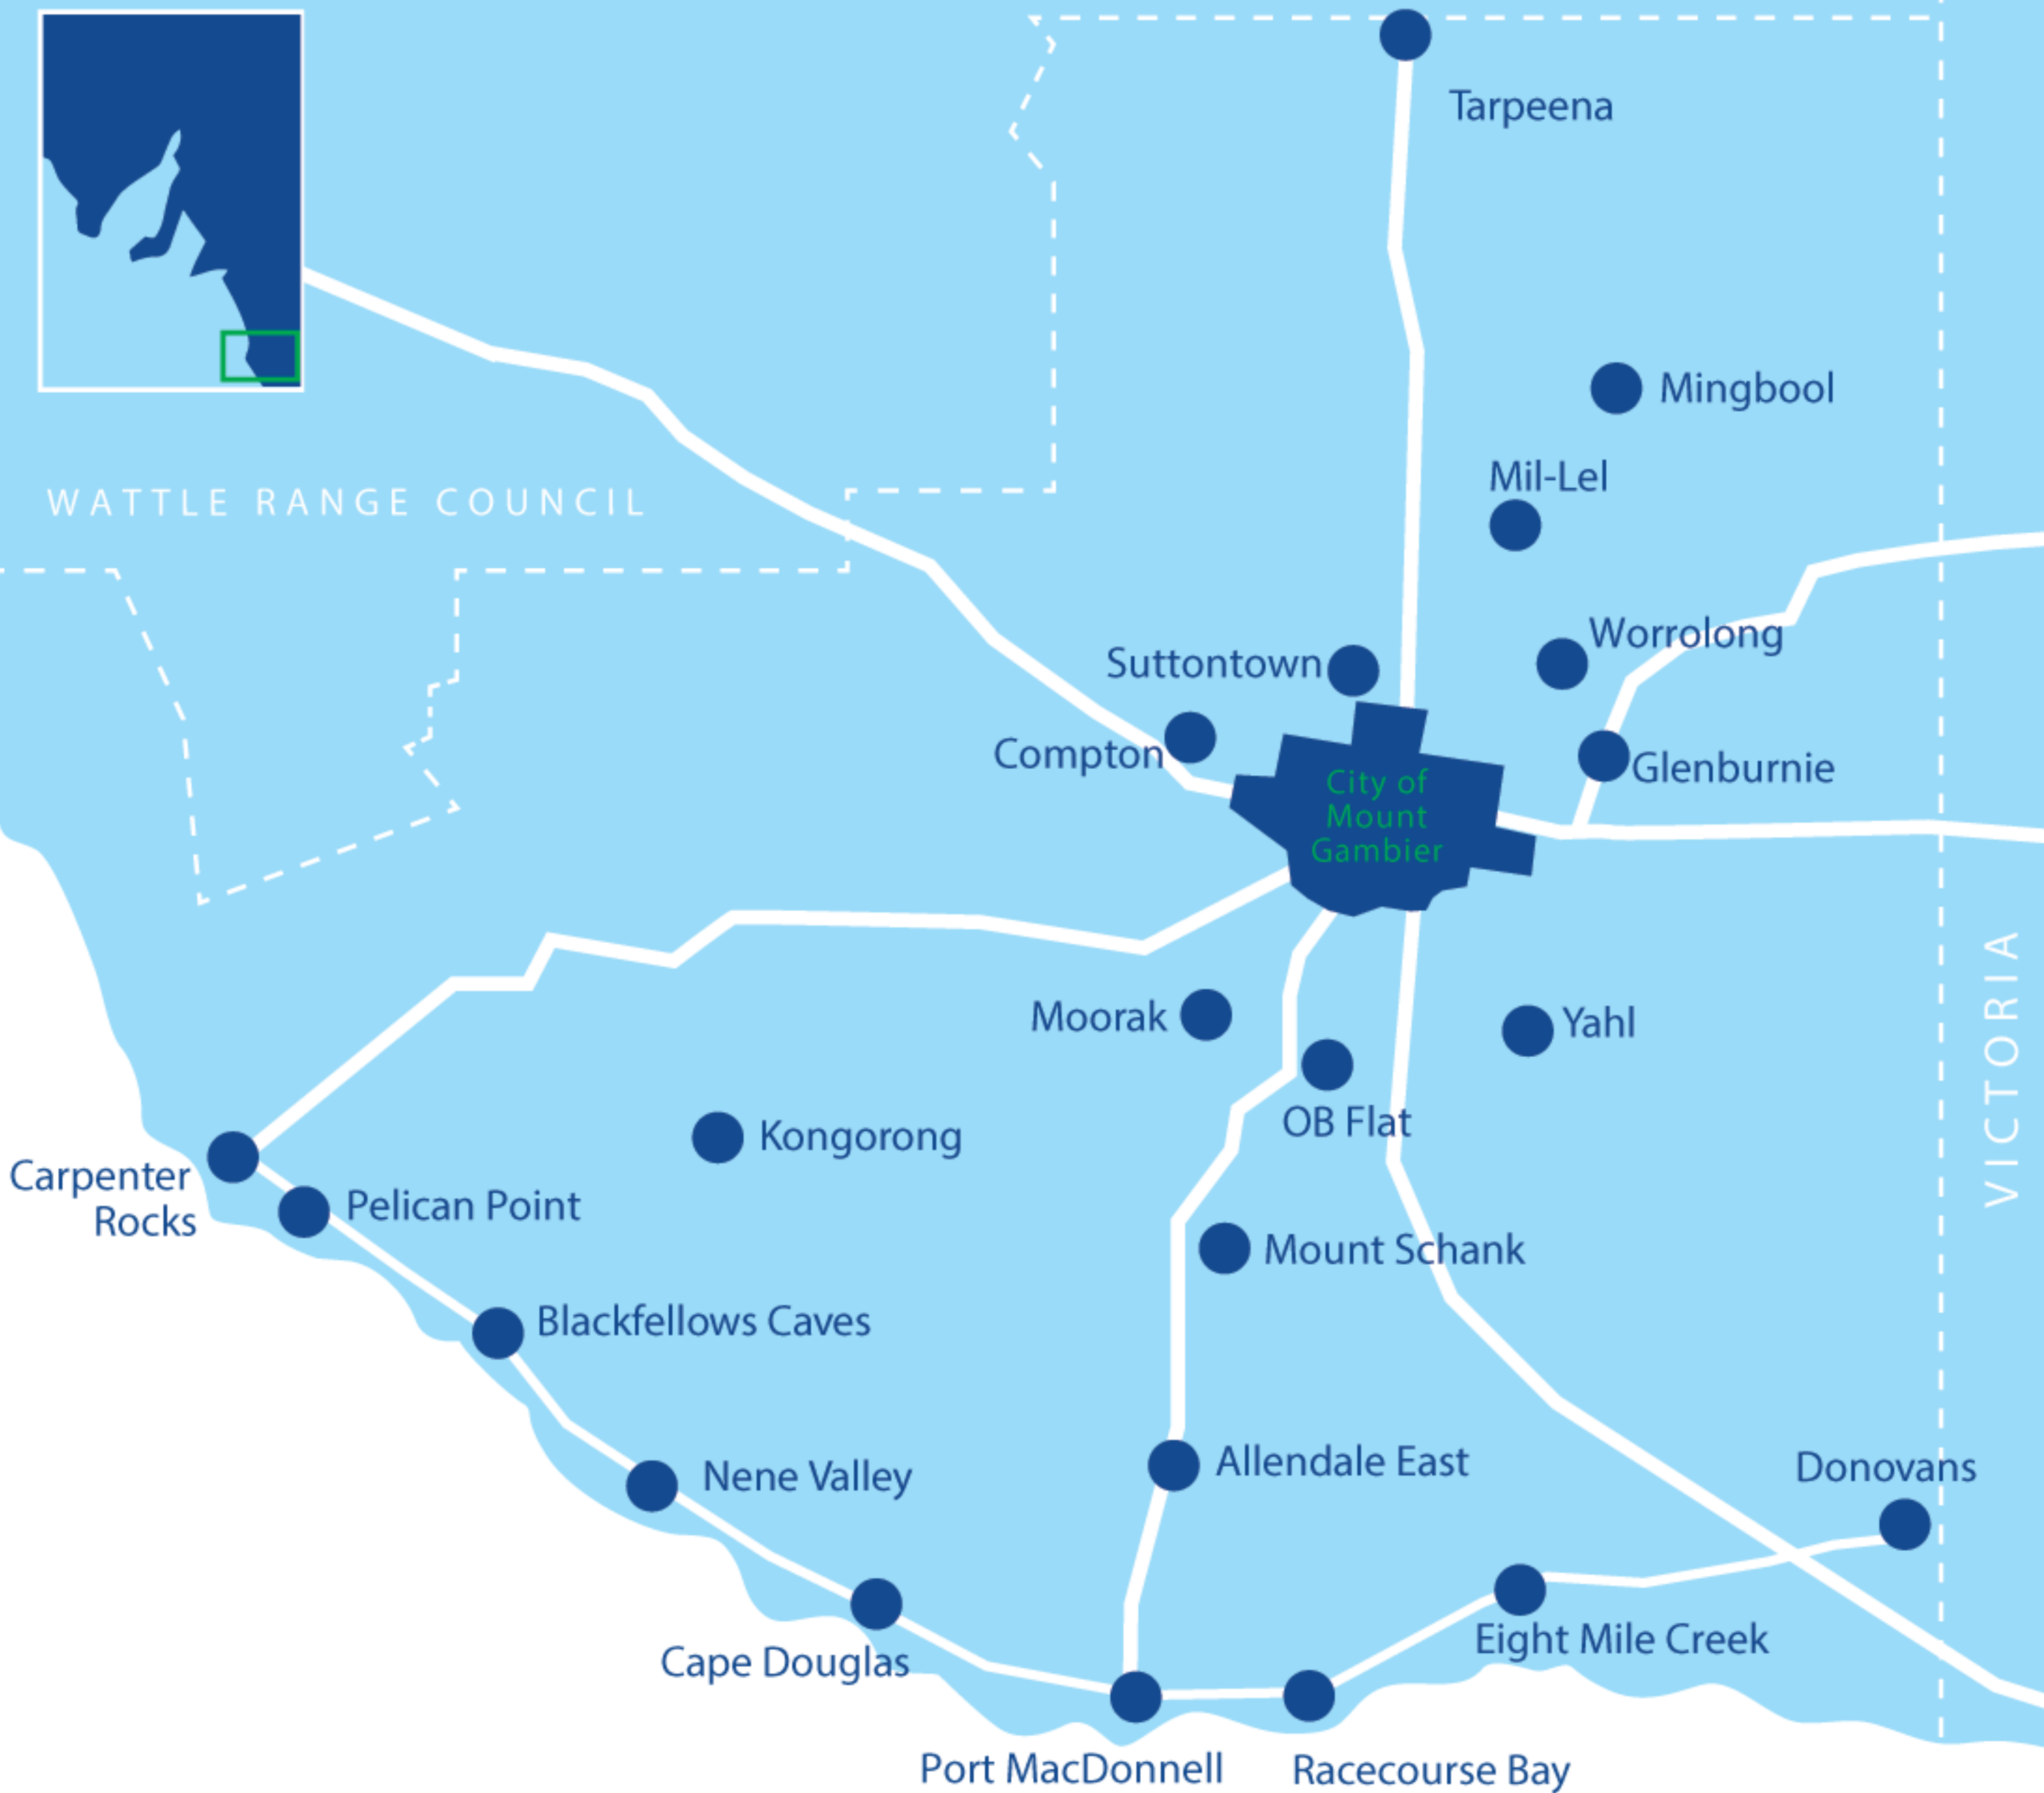 Tarpeena
Mingbool
Mil-Lel
WATTLE RANGE COUNCIL
Worrolong
Suttontown
Compton
Glenburnie
City of
Mount
Gambier
VICTORIA
Moorak
Yahl
OB Flat
Kongorong
Carpenter
Rocks
Pelican Point
Mount Schank
Blackfellows Caves
Allendale East
Donovans
Nene Valley
Eight Mile Creek
Cape Douglas
Port MacDonnell
Racecourse Bay